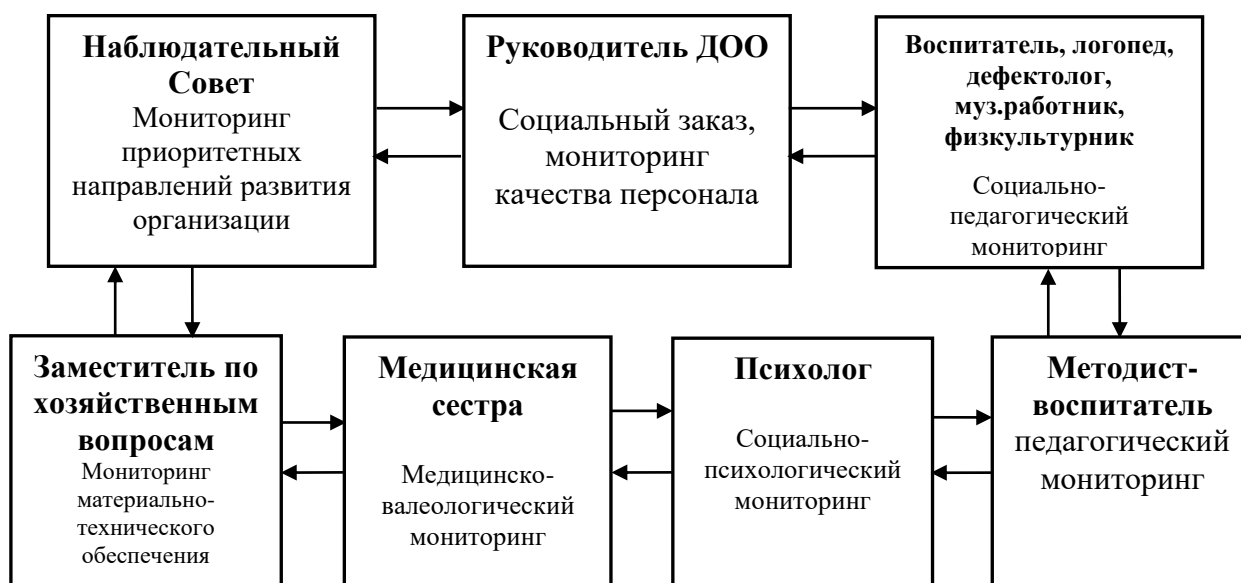 Наблюдательный
Совет
Мониторинг
приоритетных
направлений развития
организации
Руководитель ДОО
Социальный заказ,
мониторинг
качества персонала
Воспитатель, логопед,
дефектолог,
муз.работник,
физкультурник
Социально-
педагогический
мониторинг
Заместитель по
хозяйственным
вопросам
Мониторинг
материально-
технического
обеспечения
Медицинская
сестра
Медицинско-
валеологический
мониторинг
Психолог
Социально-
психологический
мониторинг
Методист-
воспитатель
педагогический
мониторинг